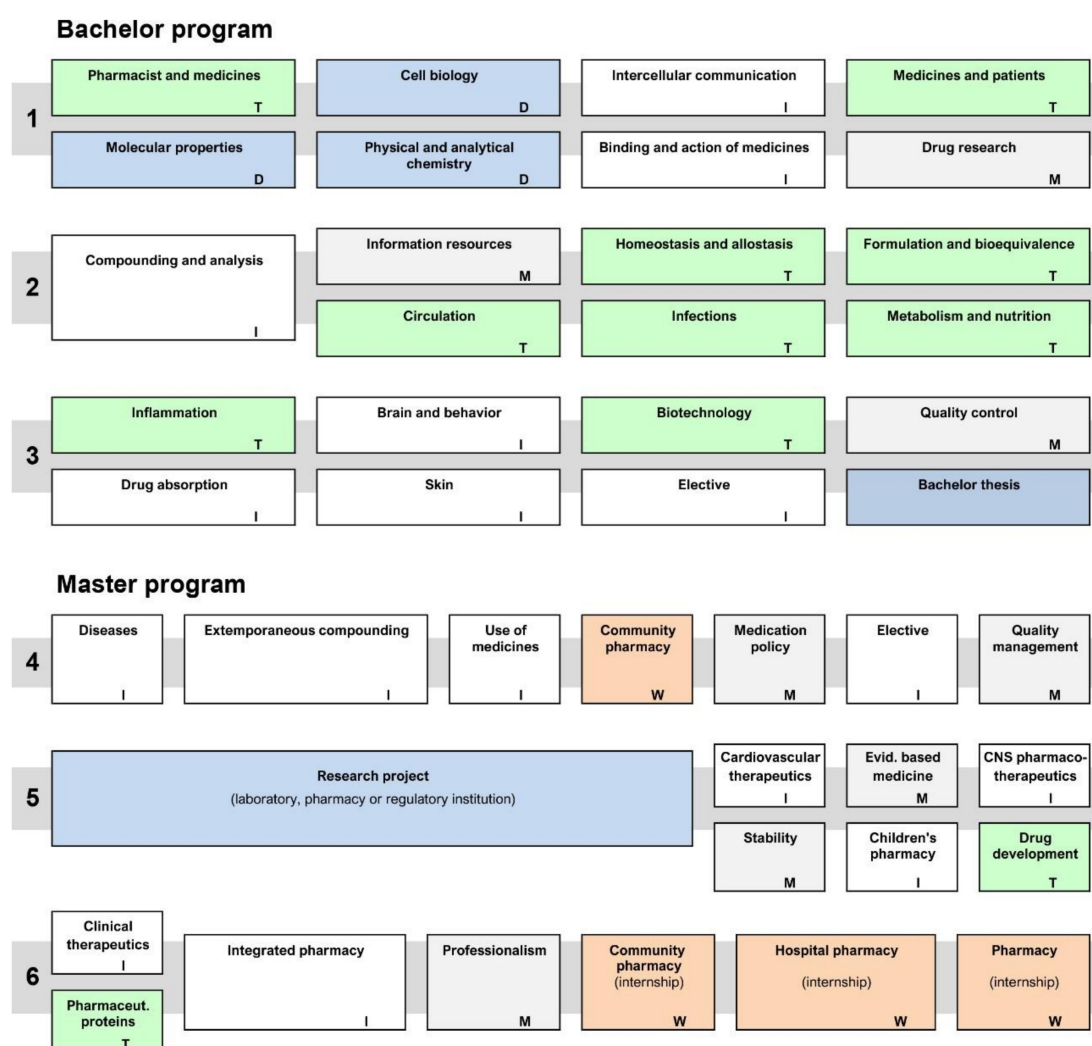 Bachelor program
1
Pharmacist and medicines
T
Cell biology
D
Intercellular communication
I
Medicines and patients
T
Molecular properties
D
Physical and analytical
chemistry
D
Binding and action of medicines
I
Drug research
M
2
Compounding and analysis
I
Information resources
M
Homeostasis and allostasis
T
Formulation and bioequivalence
T
Circulation
T
Infections
T
Metabolism and nutrition
T
3
Inflammation
T
Brain and behavior
I
Biotechnology
T
Quality control
M
Drug absorption
I
Skin
I
Elective
I
Bachelor thesis
Master program
4
Diseases
I
Extemporaneous compounding
I
Use of
medicines
I
Community
pharmacy
W
Medication
policy
M
Elective
I
Quality
management
M
5
Research project
(laboratory, pharmacy or regulatory institution)
Cardiovascular
therapeutics
I
Evid. based
medicine
M
CNS pharmaco-
therapeutics
I
Stability
M
Children's
pharmacy
I
Drug
development
T
6
Clinical
therapeutics
I
Pharmaceut.
proteins
T
Integrated pharmacy
I
Professionalism
M
Community
pharmacy
(internship)
W
Hospital pharmacy
(internship)
W
Pharmacy
(internship)
W